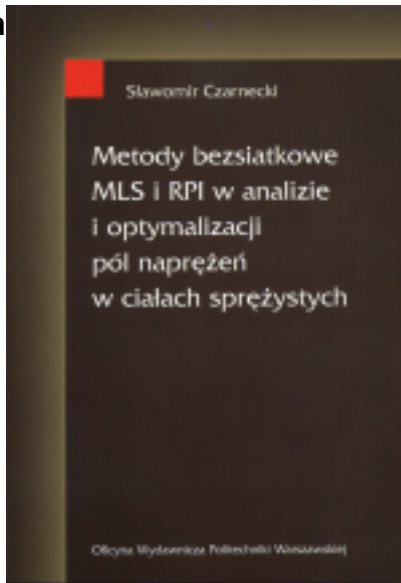 Sławomir Czarnecki
Metody bezsiatkowe
MLS i RPI w analizie
i optymalizacji
pól naprężeń
w ciałach sprężystych
Oficyna Wydawnicza Politechniki Warszawskiej